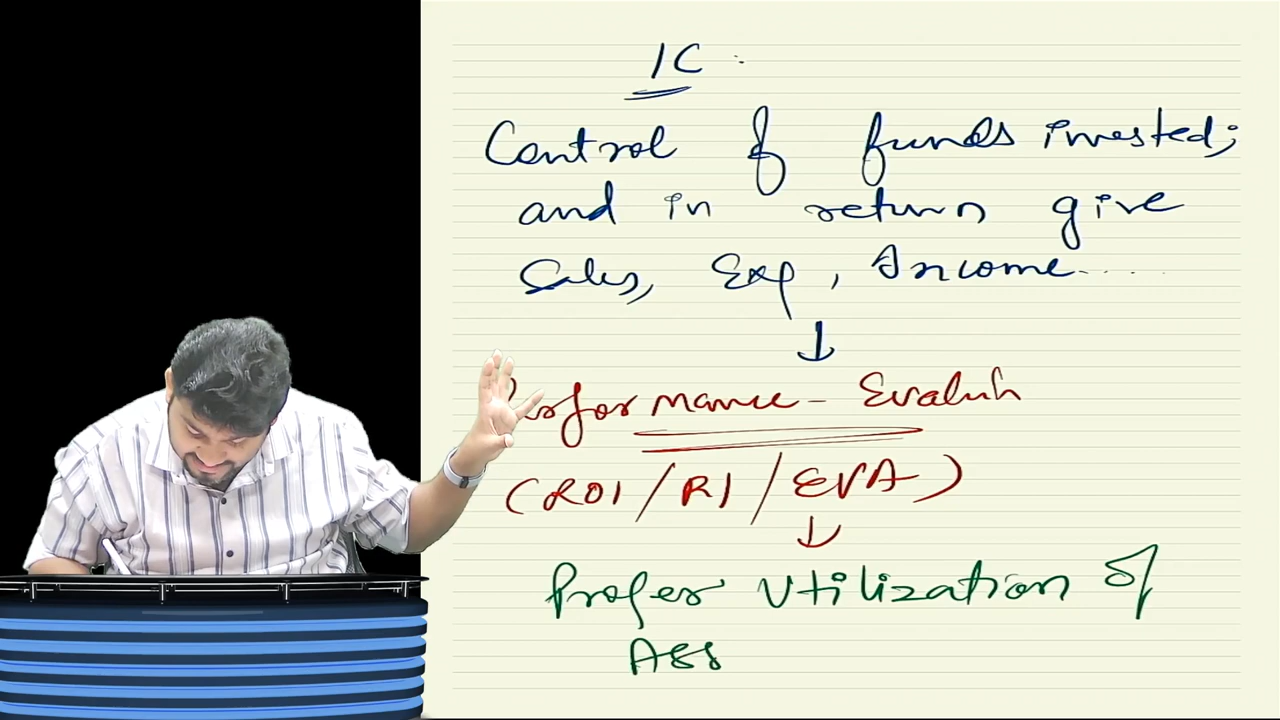 IC :
Control of funds invested;
and in return give
Sales, Exp, Income....
↓
Performance - Evaluatn
(ROI / RI / EVA)
↓
Proper Utilization of
Ass